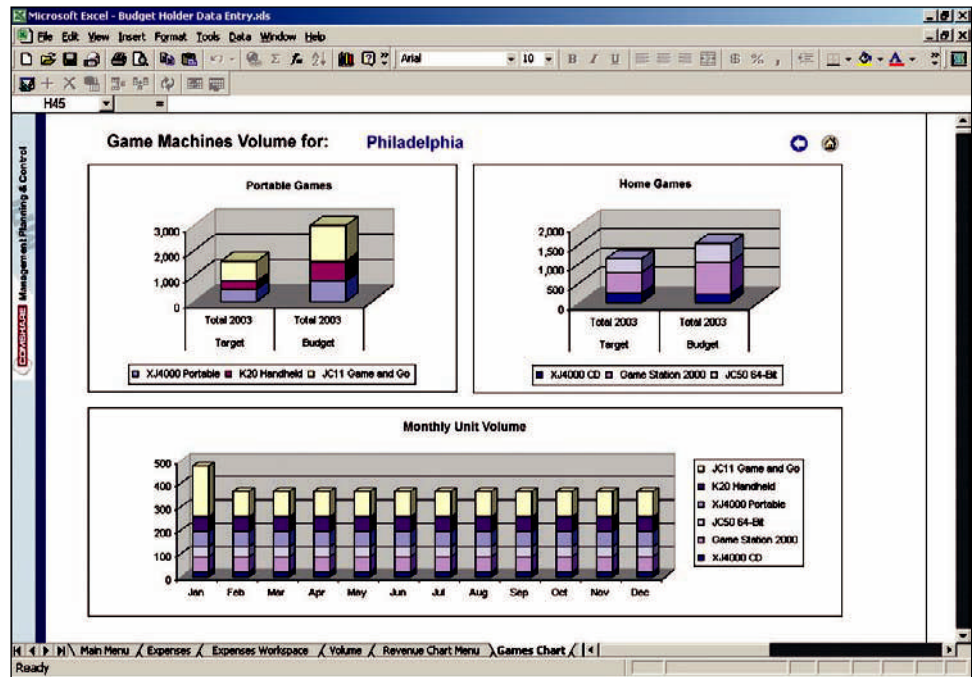 Microsoft Excel - Budget Holder Data Entry.xls
File Edit View Insert Format Tools Data Window Help
Arial 10 B I U $ % ,
H45 =
COMSHARE Management Planning & Control
Game Machines Volume for: Philadelphia
Portable Games
3,000
2,000
1,000
0
Total 2003 Total 2003
Target Budget
XJ4000 Portable K20 Handheld JC11 Game and Go
Home Games
2,000
1,500
1,000
500
0
Total 2003 Total 2003
Target Budget
XJ4000 CD Game Station 2000 JC50 64-Bit
Monthly Unit Volume
500
400
300
200
100
0
Jan Feb Mar Apr May Jun Jul Aug Sep Oct Nov Dec
JC11 Game and Go
K20 Handheld
XJ4000 Portable
JC50 64-Bit
Game Station 2000
XJ4000 CD
Main Menu Expenses Expenses Workspace Volume Revenue Chart Menu Games Chart
Ready